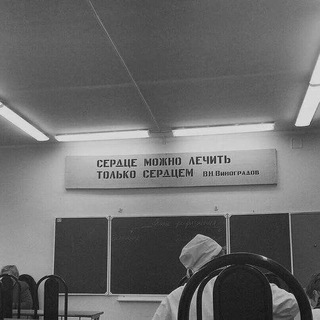 СЕРДЦЕ МОЖНО ЛЕЧИТЬ
ТОЛЬКО СЕРДЦЕМ В.Н. ВИНОГРАДОВ